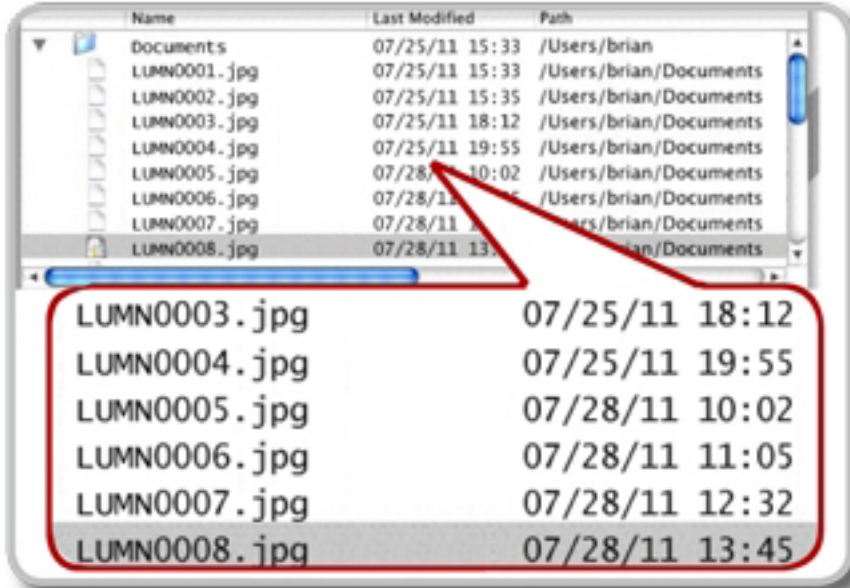 Name Last Modified Path
Documents 07/25/11 15:33 /Users/brian
LUMN0001.jpg 07/25/11 15:33 /Users/brian/Documents
LUMN0002.jpg 07/25/11 15:35 /Users/brian/Documents
LUMN0003.jpg 07/25/11 18:12 /Users/brian/Documents
LUMN0004.jpg 07/25/11 19:55 /Users/brian/Documents
LUMN0005.jpg 07/28/ 10:02 /Users/brian/Documents
LUMN0006.jpg 07/28/11 /Users/brian/Documents
LUMN0007.jpg 07/28/11 /brian/Documents
LUMN0008.jpg 07/28/11 13 /Documents
LUMN0003.jpg 07/25/11 18:12
LUMN0004.jpg 07/25/11 19:55
LUMN0005.jpg 07/28/11 10:02
LUMN0006.jpg 07/28/11 11:05
LUMN0007.jpg 07/28/11 12:32
LUMN0008.jpg 07/28/11 13:45